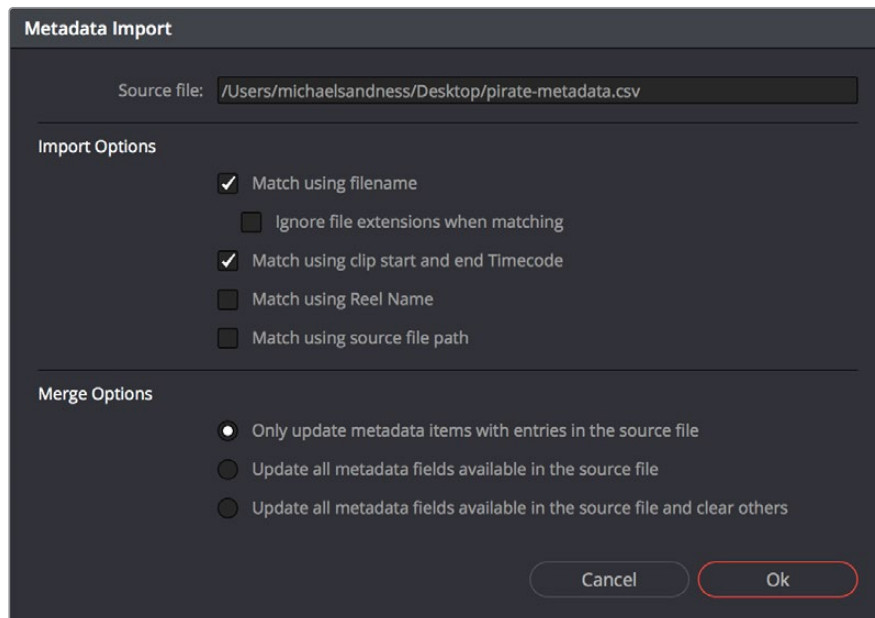 Metadata Import
Source file: /Users/michaelsandness/Desktop/pirate-metadata.csv
Import Options
Match using filename
Ignore file extensions when matching
Match using clip start and end Timecode
Match using Reel Name
Match using source file path
Merge Options
Only update metadata items with entries in the source file
Update all metadata fields available in the source file
Update all metadata fields available in the source file and clear others
Cancel Ok